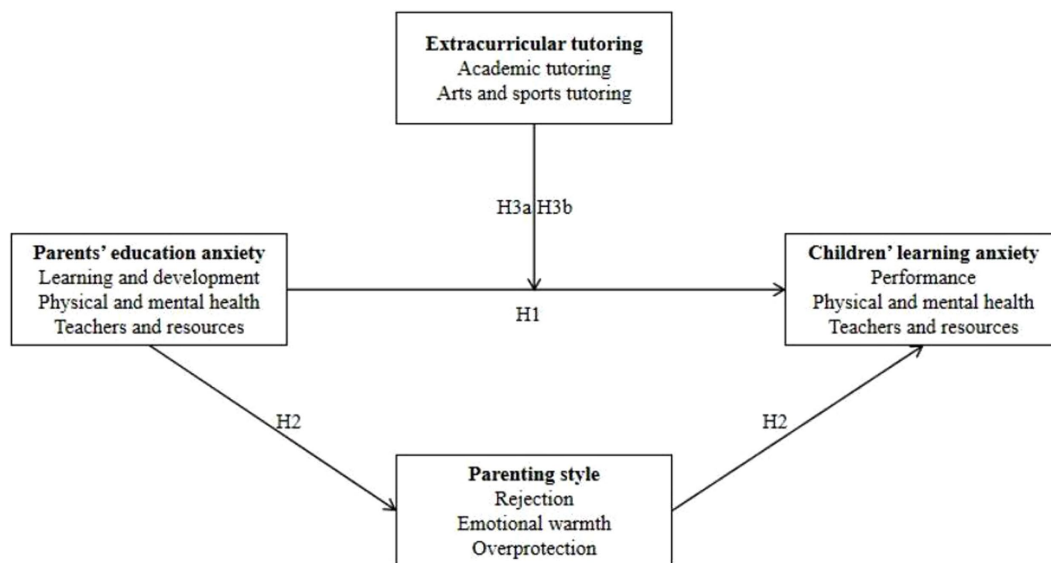 Extracurricular tutoring
Academic tutoring
Arts and sports tutoring
H3a H3b
Parents’ education anxiety
Learning and development
Physical and mental health
Teachers and resources
H1
Children’ learning anxiety
Performance
Physical and mental health
Teachers and resources
H2
H2
Parenting style
Rejection
Emotional warmth
Overprotection